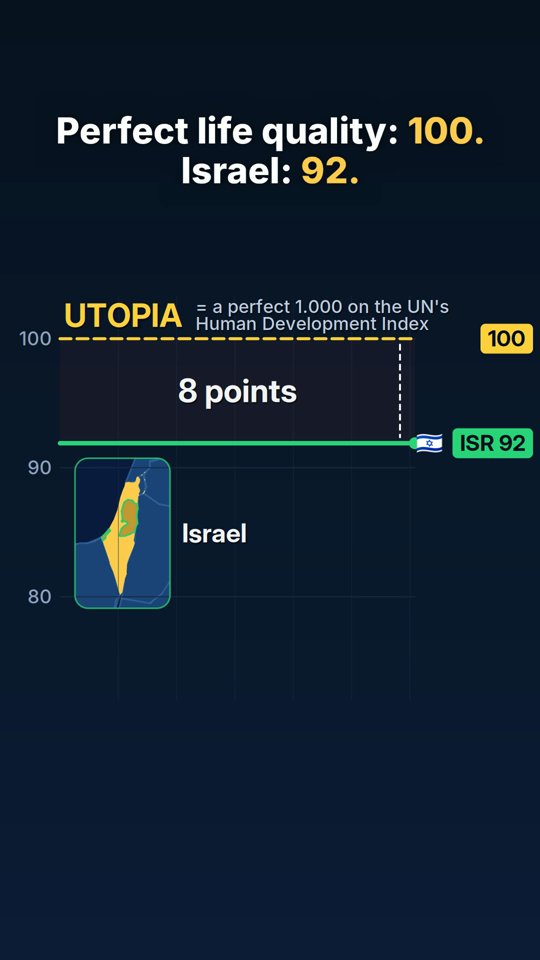 Perfect life quality: 100.
Israel: 92.
UTOPIA
= a perfect 1.000 on the UN's
Human Development Index
100
100
8 points
ISR 92
90
Israel
80